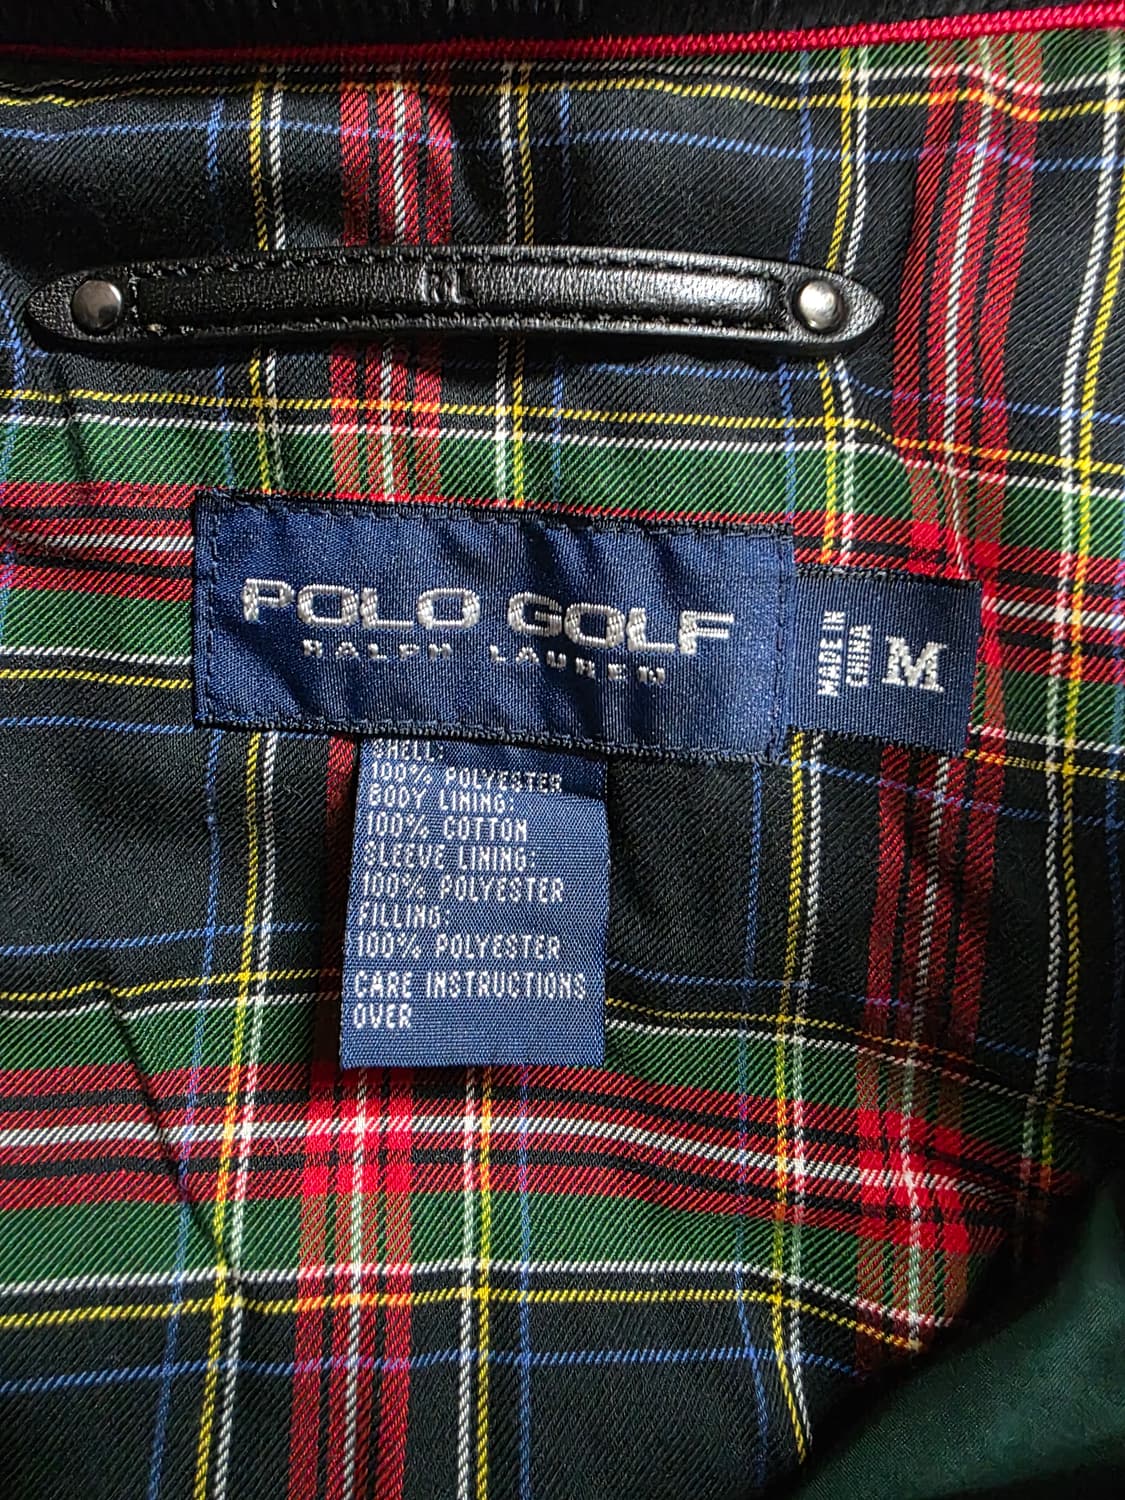 RL
POLO GOLF
RALPH LAUREN
MADE IN
CHINA
M
SHELL:
100% POLYESTER
BODY LINING:
100% COTTON
SLEEVE LINING:
100% POLYESTER
FILLING:
100% POLYESTER
CARE INSTRUCTIONS
OVER